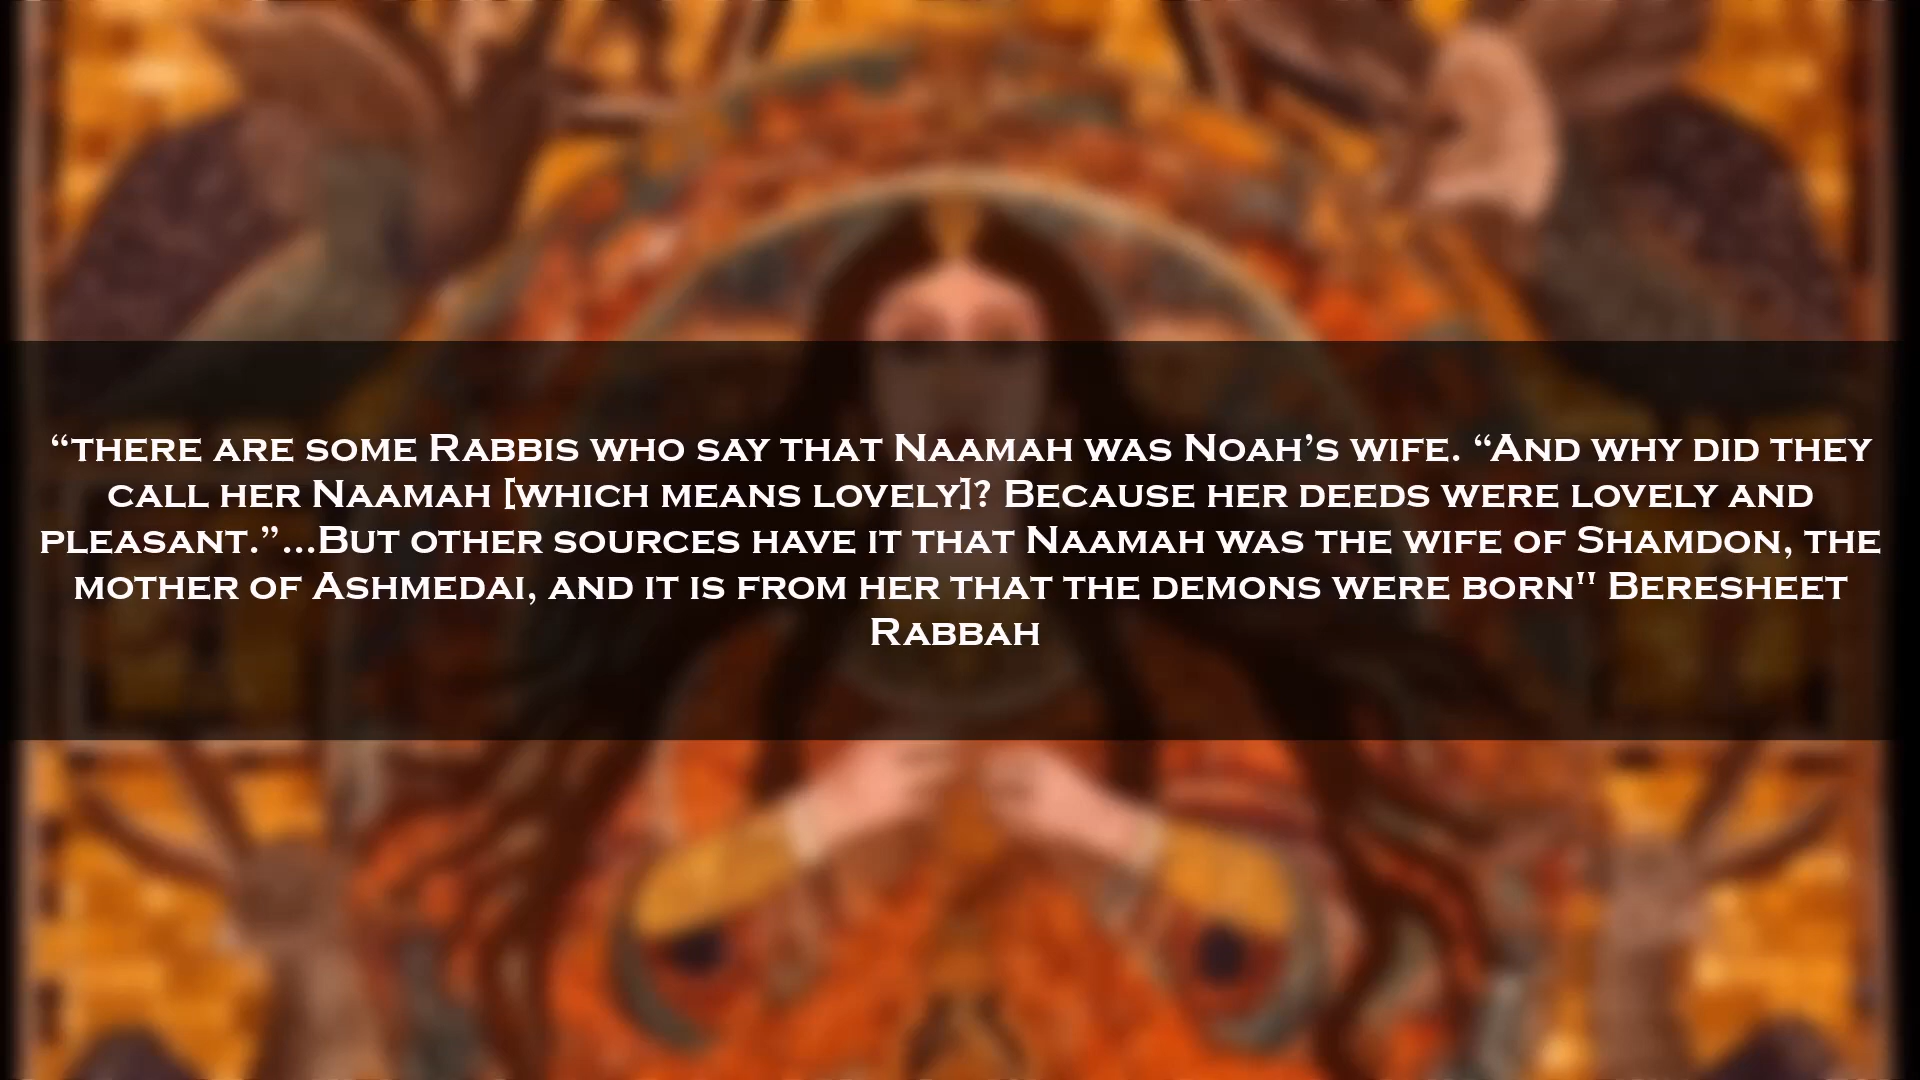 “there are some Rabbis who say that Naamah was Noah’s wife. “And why did they
call her Naamah [which means lovely]? Because her deeds were lovely and
pleasant.”...But other sources have it that Naamah was the wife of Shamdon, the
mother of Ashmedai, and it is from her that the demons were born" Beresheet
Rabbah